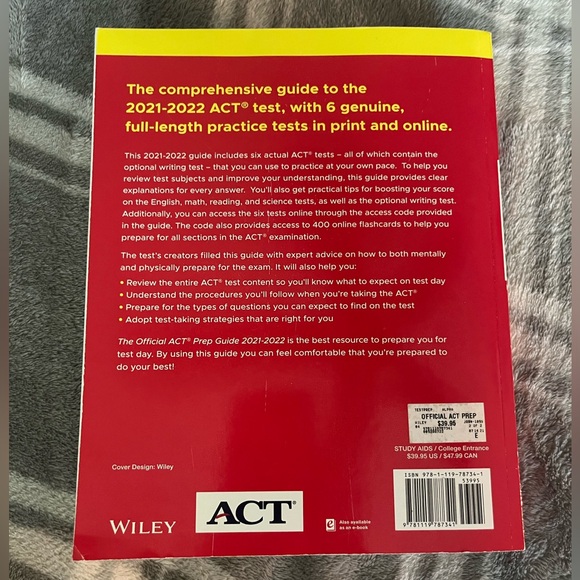 The comprehensive guide to the
2021-2022 ACT® test, with 6 genuine,
full-length practice tests in print and online.
This 2021-2022 guide includes six actual ACT® tests – all of which contain the
optional writing test – that you can use to practice at your own pace. To help you
review test subjects and improve your understanding, this guide provides clear
explanations for every answer. You'll also get practical tips for boosting your score
on the English, math, reading, and science tests, as well as the optional writing test.
Additionally, you can access the six tests online through the access code provided
in the guide. The code also provides access to 400 online flashcards to help you
prepare for all sections in the ACT® examination.
The test's creators filled this guide with expert advice on how to both mentally
and physically prepare for the exam. It will also help you:
• Review the entire ACT® test content so you'll know what to expect on test day
• Understand the procedures you'll follow when you're taking the ACT®
• Prepare for the types of questions you can expect to find on the test
• Adopt test-taking strategies that are right for you
The Official ACT® Prep Guide 2021-2022 is the best resource to prepare you for
test day. By using this guide you can feel comfortable that you're prepared to
do your best!
TESTPREP. ALPHA
OFFICIAL ACT PREP
WILEY $39.95
E
STUDY AIDS / College Entrance
$39.95 US / $47.99 CAN
Cover Design: Wiley
ISBN 978-1-119-78734-1
53995
9 781119 787341
WILEY
ACT®
e
Also available
as an e-book